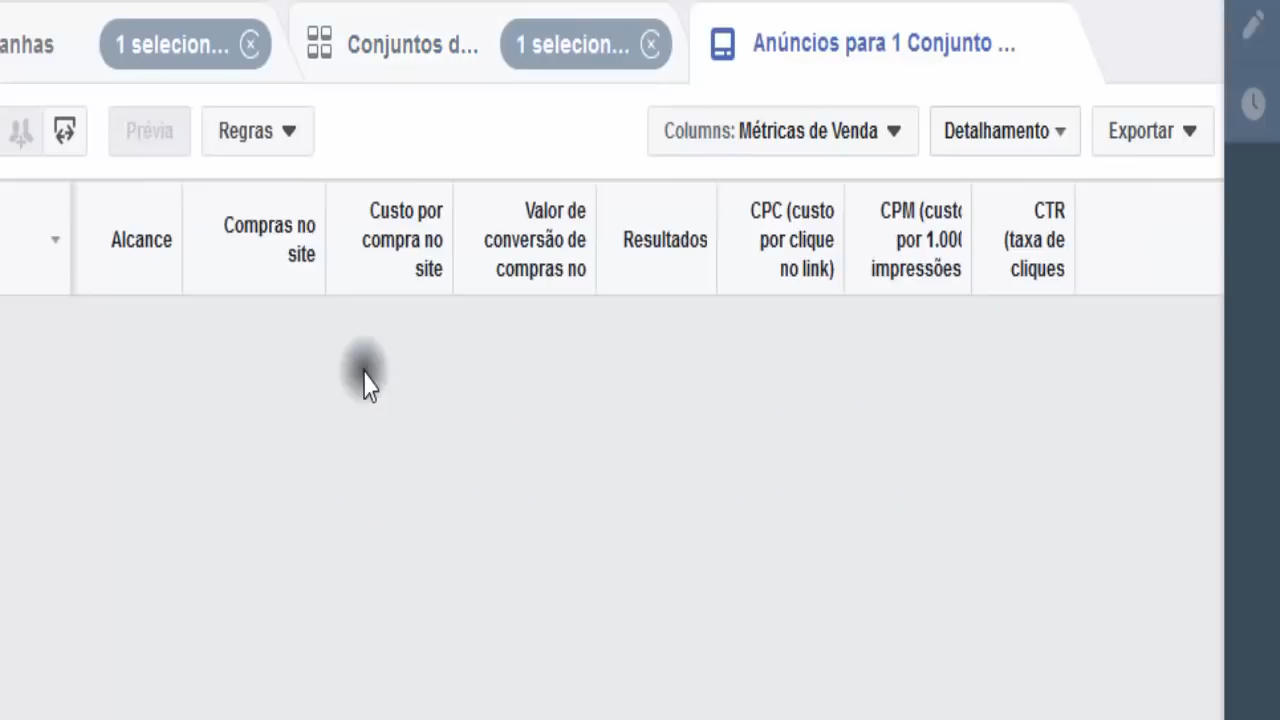 anhas
1 selecion...
Conjuntos d...
1 selecion...
Anúncios para 1 Conjunto ...
Prévia
Regras
Columns: Métricas de Venda
Detalhamento
Exportar
Alcance
Compras no
site
Custo por
compra no
site
Valor de
conversão de
compras no
Resultados
CPC (custo
por clique
no link)
CPM (custo
por 1.000
impressões
CTR
(taxa de
cliques